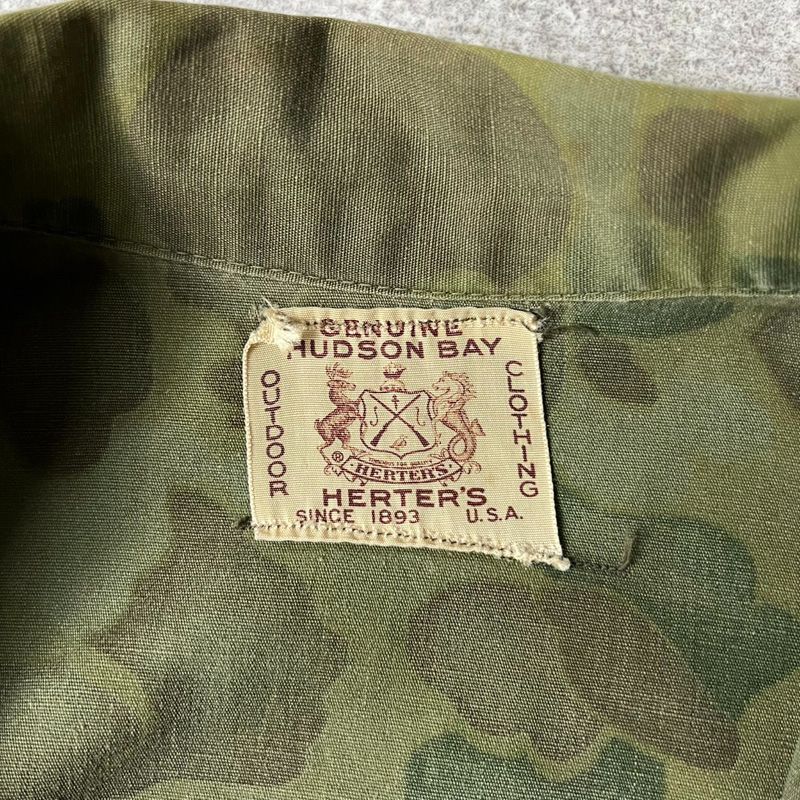 GENUINE
HUDSON BAY
OUTDOOR
CLOTHING
®
HERTER'S
HERTER'S
SINCE 1893 U.S.A.